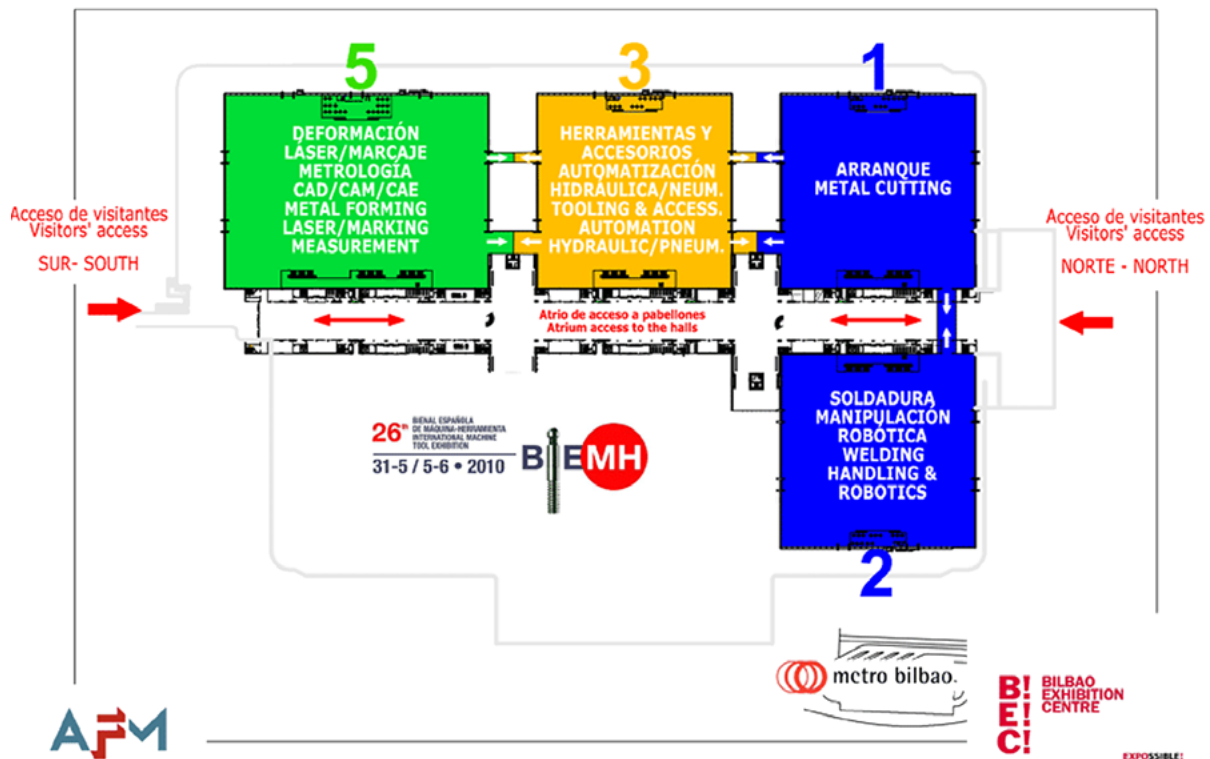 5
3
1
DEFORMACIÓN
LÁSER/MARCAJE
METROLOGÍA
CAD/CAM/CAE
METAL FORMING
LASER/MARKING
MEASUREMENT
HERRAMIENTAS Y
ACCESORIOS
AUTOMATIZACIÓN
HIDRÁULICA/NEUM.
TOOLING & ACCESS.
AUTOMATION
HYDRAULIC/PNEUM.
ARRANQUE
METAL CUTTING
Acceso de visitantes
Visitors' access
SUR- SOUTH
Acceso de visitantes
Visitors' access
NORTE - NORTH
Atrio de acceso a pabellones
Atrium access to the halls
SOLDADURA
MANIPULACIÓN
ROBÓTICA
WELDING
HANDLING &
ROBOTICS
2
26th
BIENAL ESPAÑOLA
DE MÁQUINA-HERRAMIENTA
INTERNATIONAL MACHINE
TOOL EXHIBITION
31-5 / 5-6 • 2010
BIEMH
metro bilbao.
AFM
B!
E!
C!
BILBAO
EXHIBITION
CENTRE
EXPOSSIBLE!